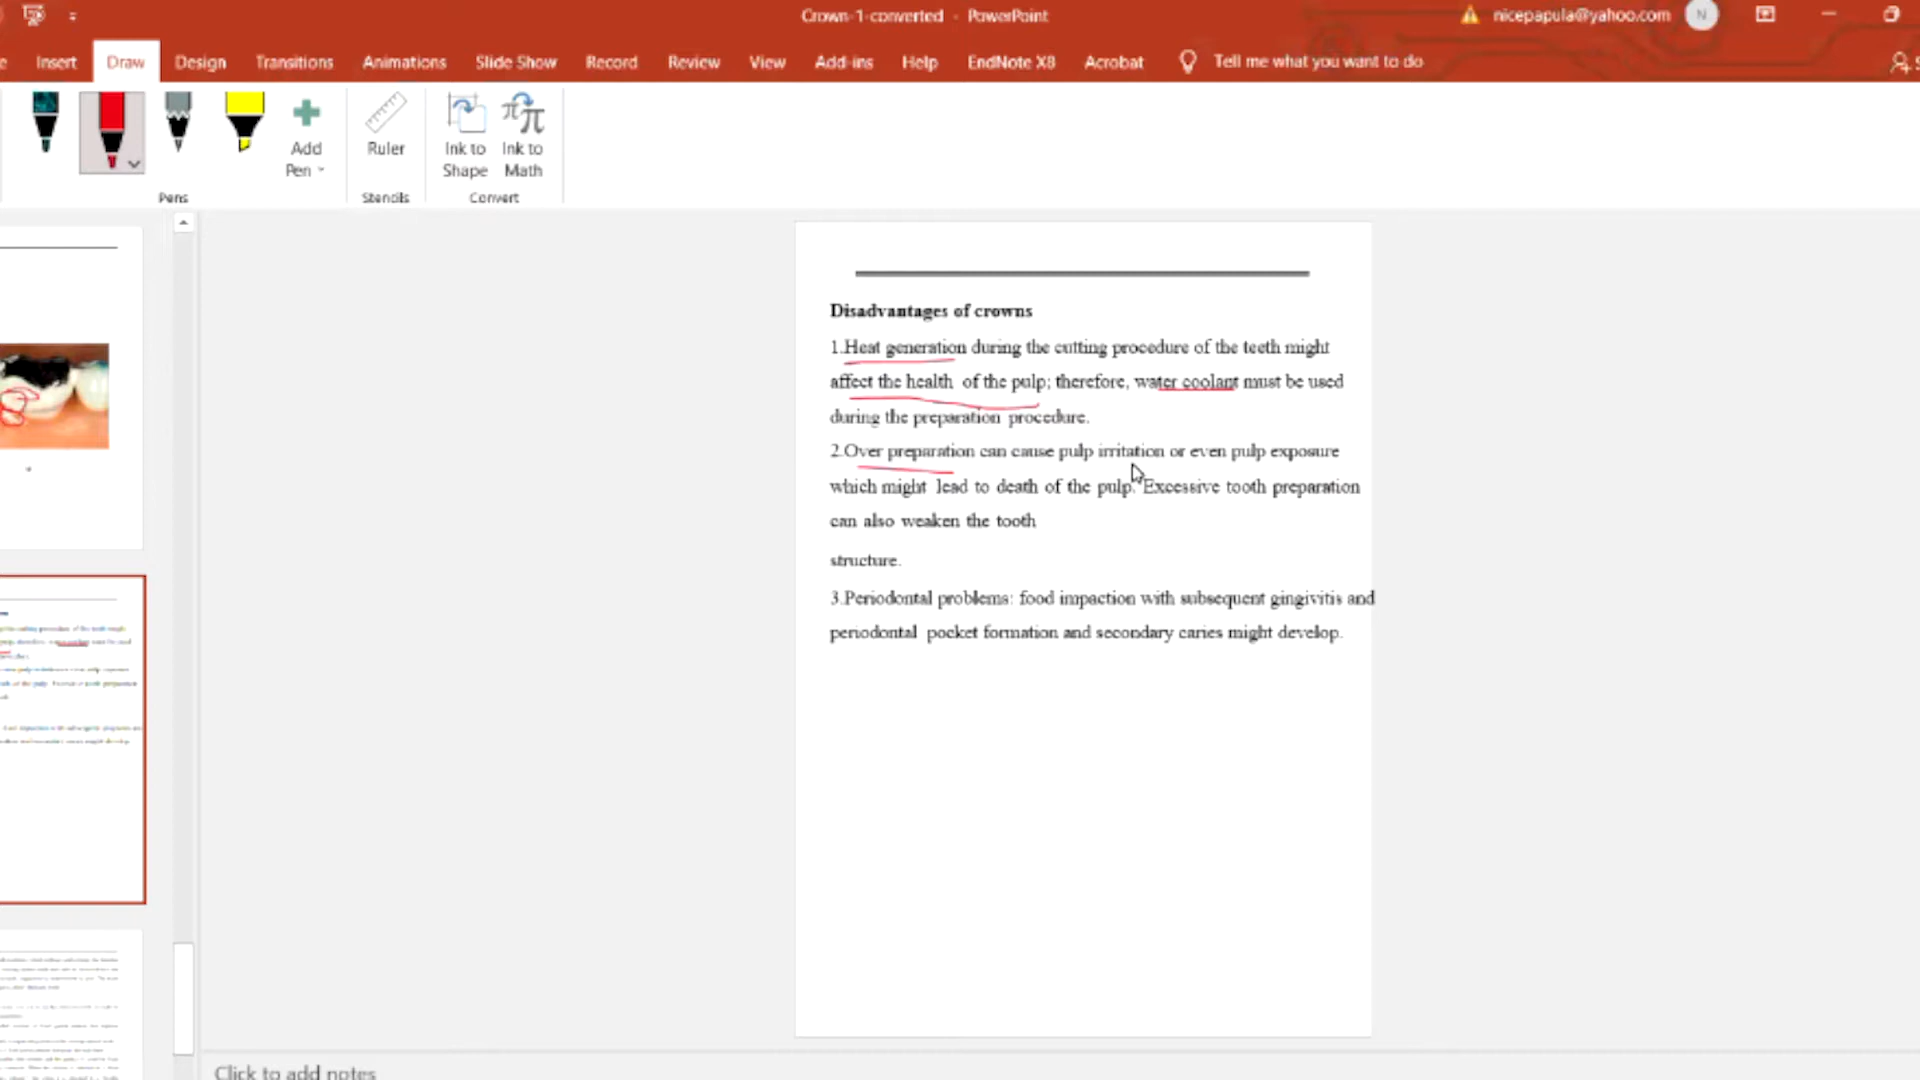 Crown-1-converted - PowerPoint
nicepapula@yahoo.com
N
Insert
Draw
Design
Transitions
Animations
Slide Show
Record
Review
View
Add-ins
Help
EndNote X8
Acrobat
Tell me what you want to do
Add
Pen
Ruler
Ink to
Shape
Ink to
Math
Pens
Stencils
Convert
Disadvantages of crowns
1.Heat generation during the cutting procedure of the teeth might
affect the health of the pulp; therefore, water coolant must be used
during the preparation procedure.
2.Over preparation can cause pulp irritation or even pulp exposure
which might lead to death of the pulp. Excessive tooth preparation
can also weaken the tooth
structure.
3.Periodontal problems: food impaction with subsequent gingivitis and
periodontal pocket formation and secondary caries might develop.
Click to add notes